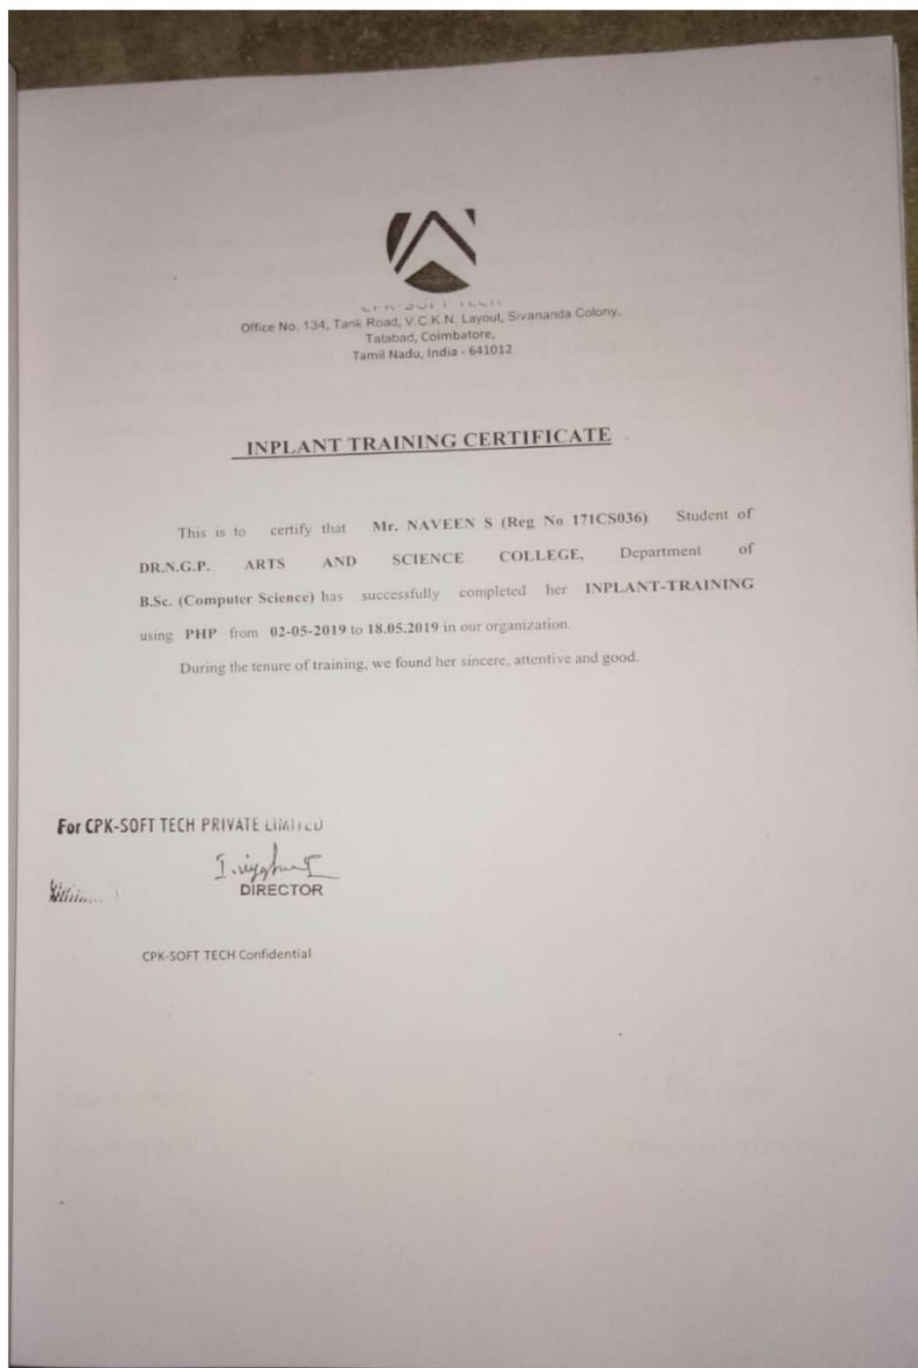 CPK-SOFT TECH
Office No. 134, Tank Road, V.C.K.N. Layout, Sivananda Colony,
Tatabad, Coimbatore,
Tamil Nadu, India - 641012
INPLANT TRAINING CERTIFICATE
This is to certify that Mr. NAVEEN S (Reg No 171CS036) Student of
DR.N.G.P. ARTS AND SCIENCE COLLEGE, Department of
B.Sc. (Computer Science) has successfully completed her INPLANT-TRAINING
using PHP from 02-05-2019 to 18.05.2019 in our organization.
During the tenure of training, we found her sincere, attentive and good.
For CPK-SOFT TECH PRIVATE LIMITED
DIRECTOR
CPK-SOFT TECH Confidential